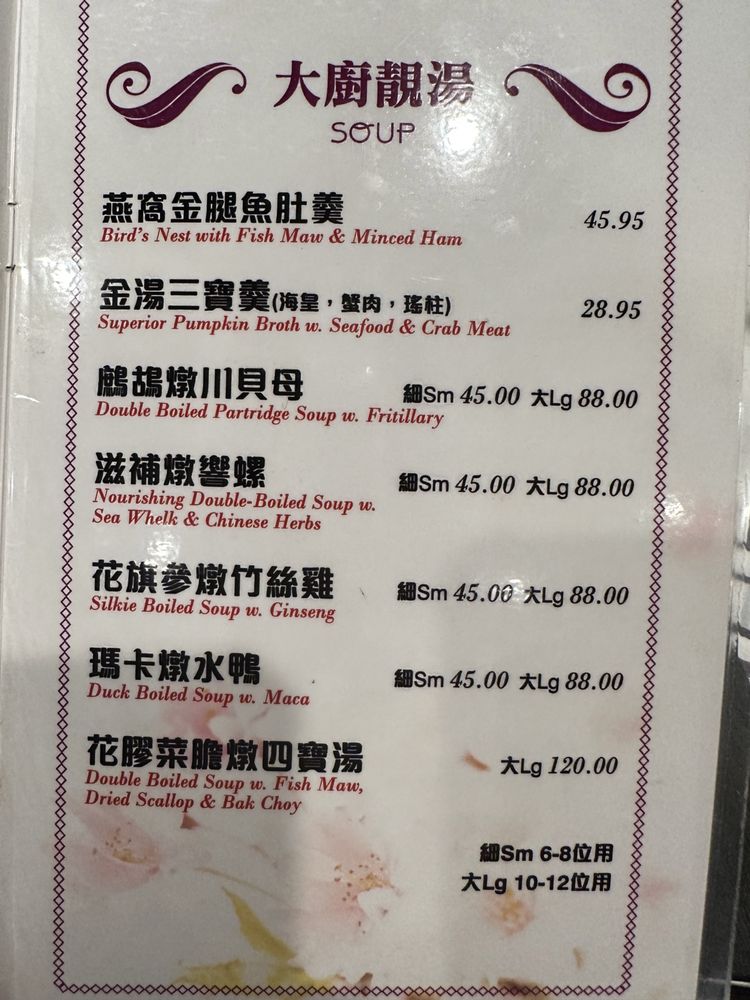 大廚靚湯
SOUP
燕窩金腿魚肚羹 45.95
Bird's Nest with Fish Maw & Minced Ham
金湯三寶羹(海皇，蟹肉，瑤柱) 28.95
Superior Pumpkin Broth w. Seafood & Crab Meat
鷓鴣燉川貝母 細Sm 45.00 大Lg 88.00
Double Boiled Partridge Soup w. Fritillary
滋補燉響螺 細Sm 45.00 大Lg 88.00
Nourishing Double-Boiled Soup w.
Sea Whelk & Chinese Herbs
花旗參燉竹絲雞 細Sm 45.00 大Lg 88.00
Silkie Boiled Soup w. Ginseng
瑪卡燉水鴨 細Sm 45.00 大Lg 88.00
Duck Boiled Soup w. Maca
花膠菜膽燉四寶湯 大Lg 120.00
Double Boiled Soup w. Fish Maw,
Dried Scallop & Bak Choy
細Sm 6-8位用
大Lg 10-12位用